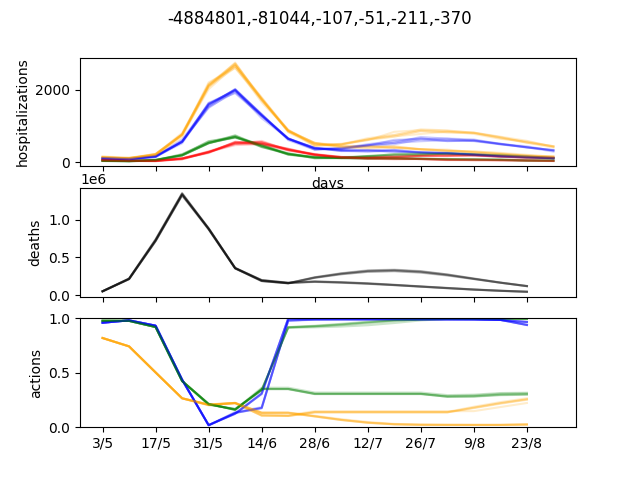 -4884801,-81044,-107,-51,-211,-370
hospitalizations
2000
0
days
1e6
deaths
1.0
0.5
0.0
actions
1.0
0.5
0.0
3/5 17/5 31/5 14/6 28/6 12/7 26/7 9/8 23/8